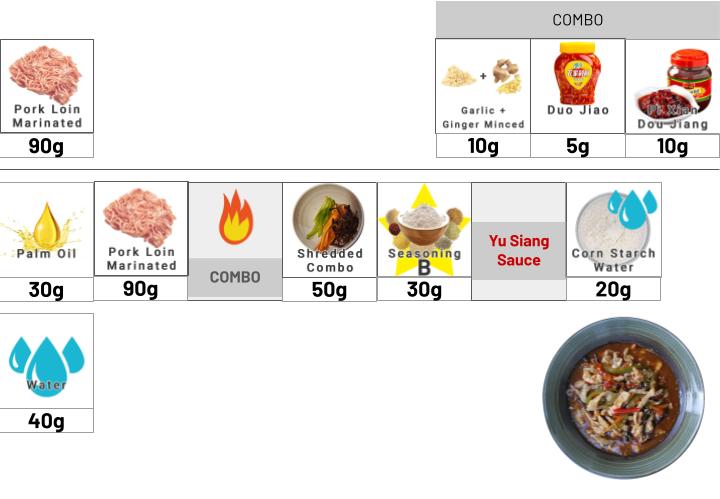 COMBO
Pork Loin
Marinated
90g
Garlic +
Ginger Minced
10g
Duo Jiao
5g
Pi Xian
Dou Jiang
10g
Palm Oil
30g
Pork Loin
Marinated
90g
COMBO
Shredded
Combo
50g
Seasoning
B
30g
Yu Siang
Sauce
Corn Starch
Water
20g
Water
40g